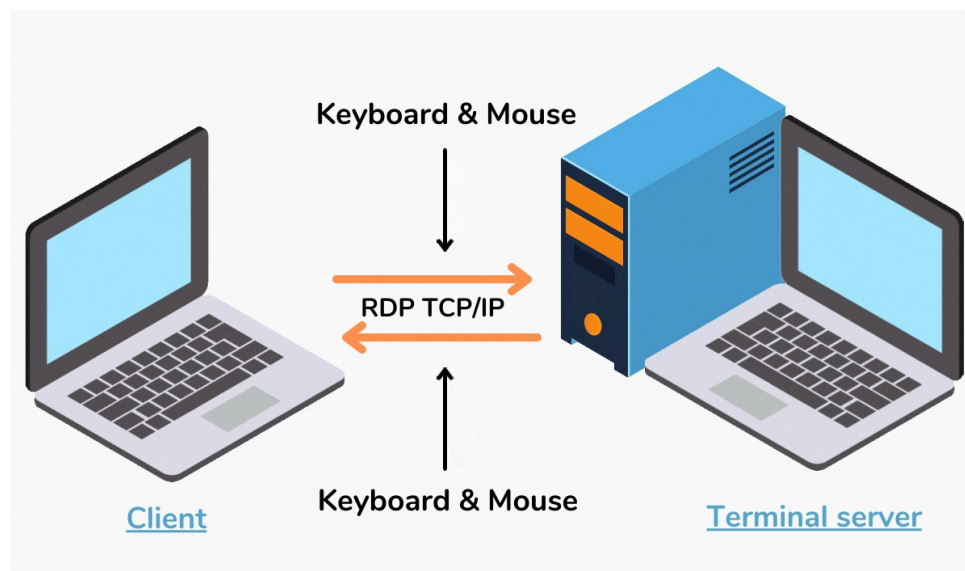 Keyboard & Mouse
RDP TCP/IP
Keyboard & Mouse
Client
Terminal server